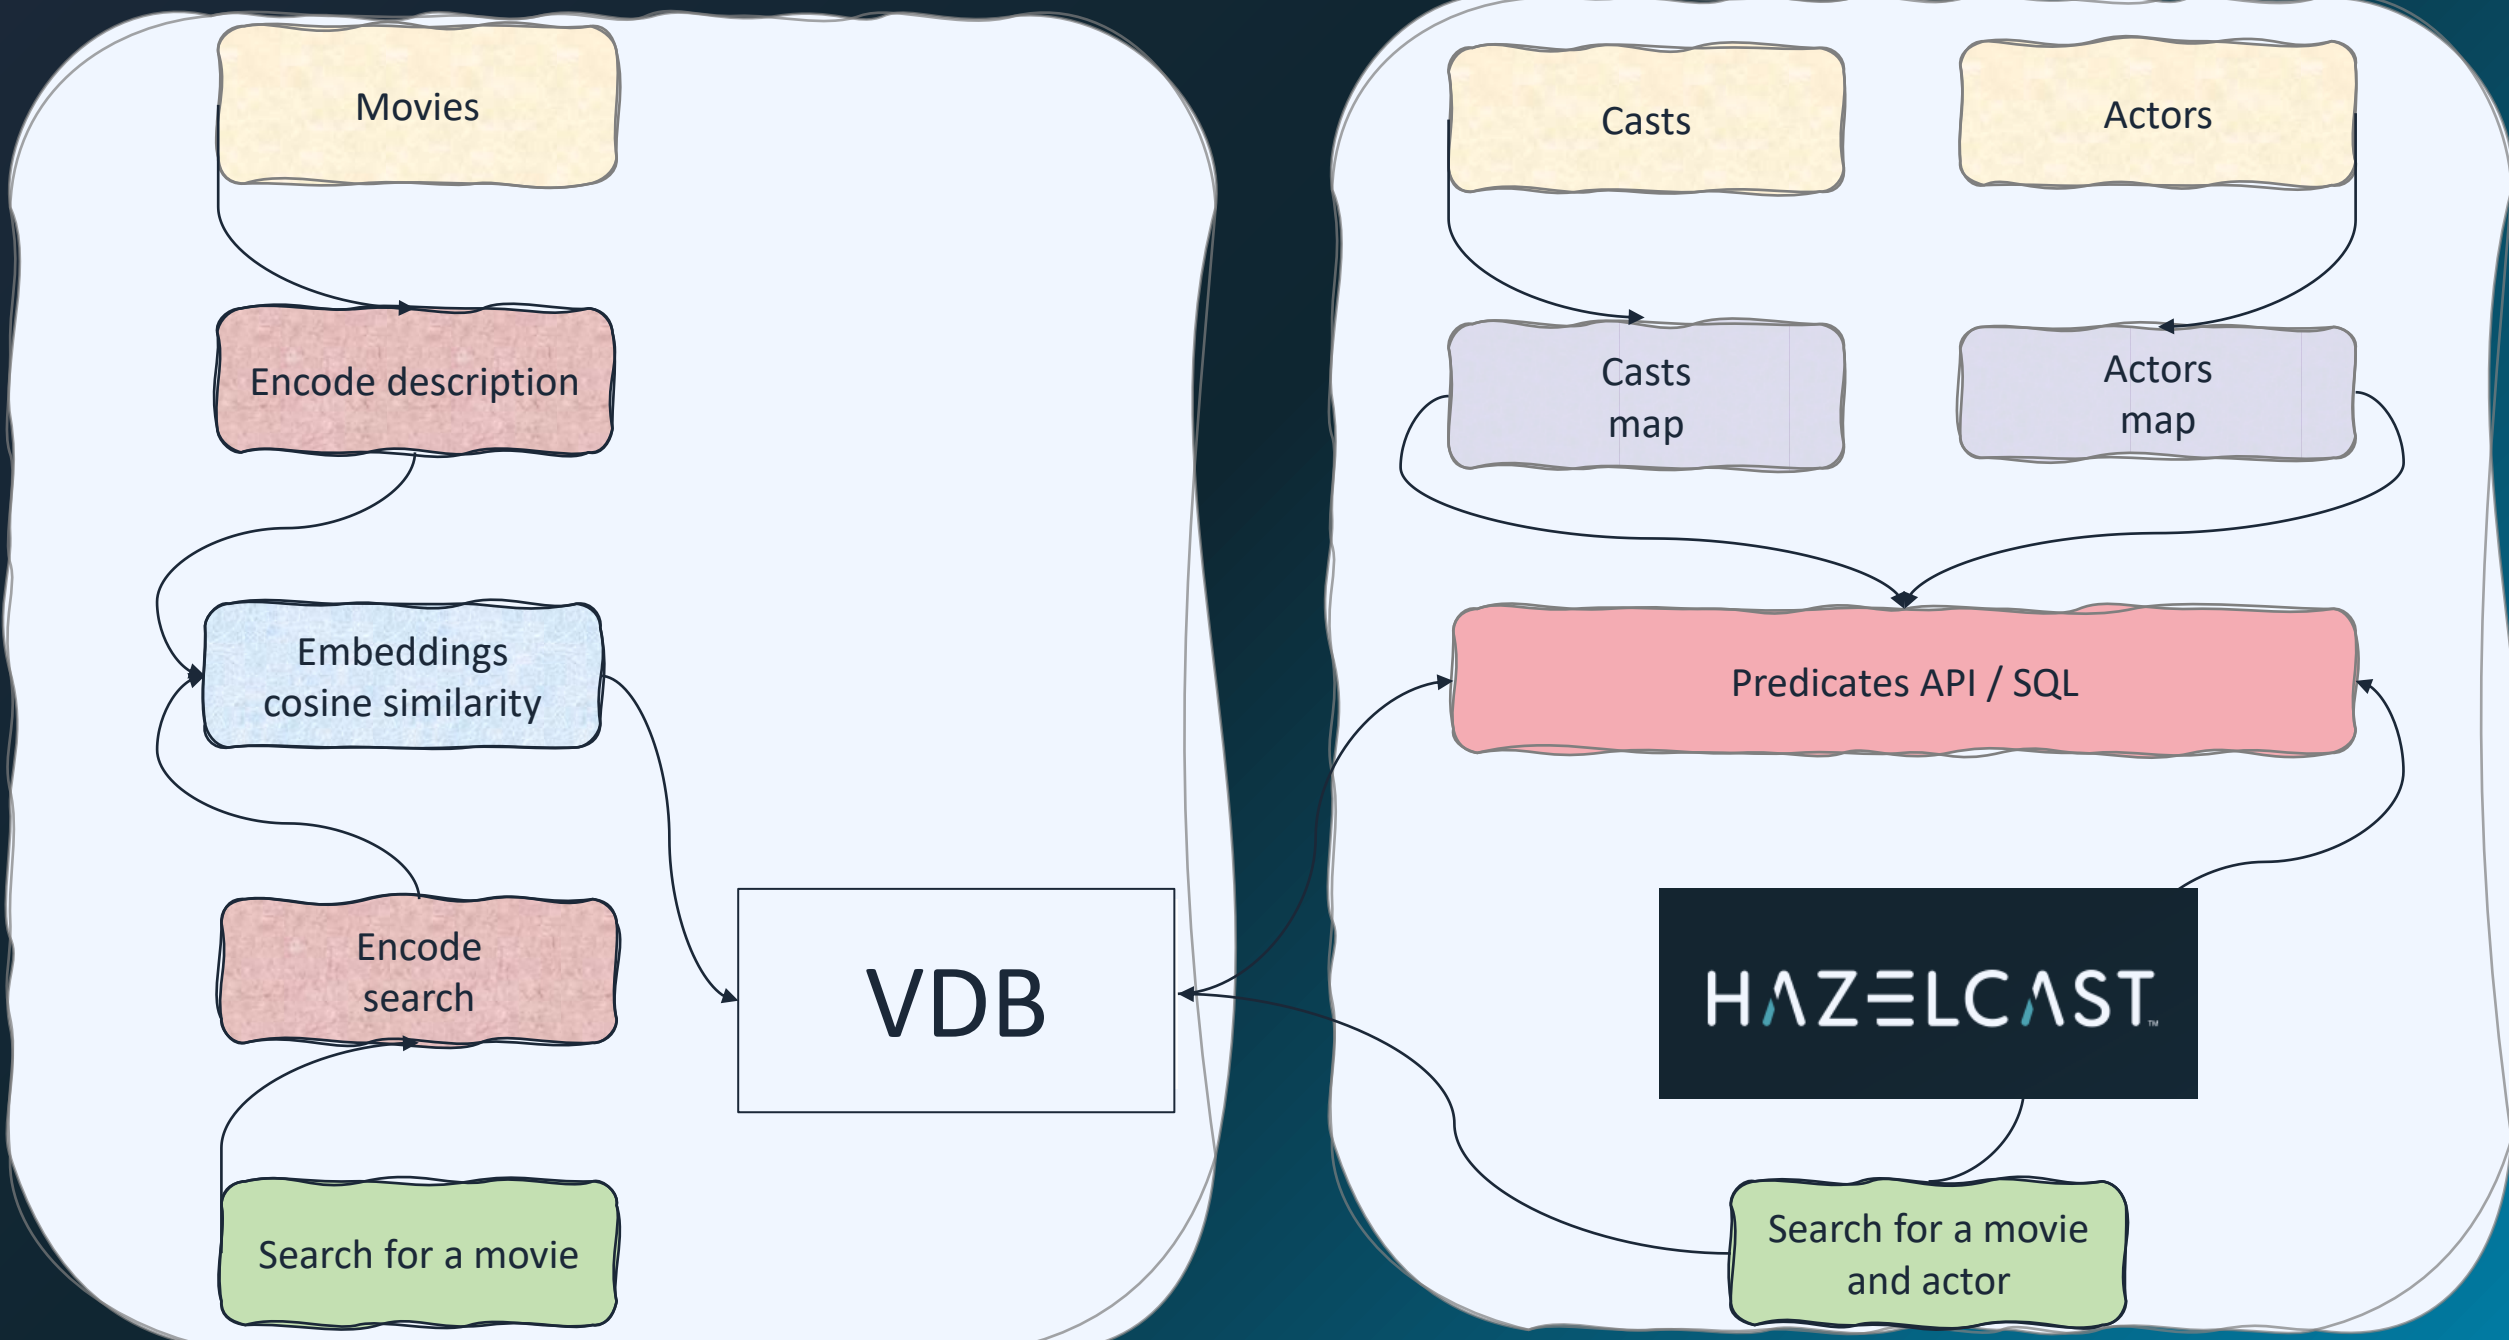 Movies
Encode description
Embeddings
cosine similarity
Encode
search
Search for a movie
VDB
Casts
Actors
Casts
map
Actors
map
Predicates API / SQL
HAZELCAST™
Search for a movie
and actor